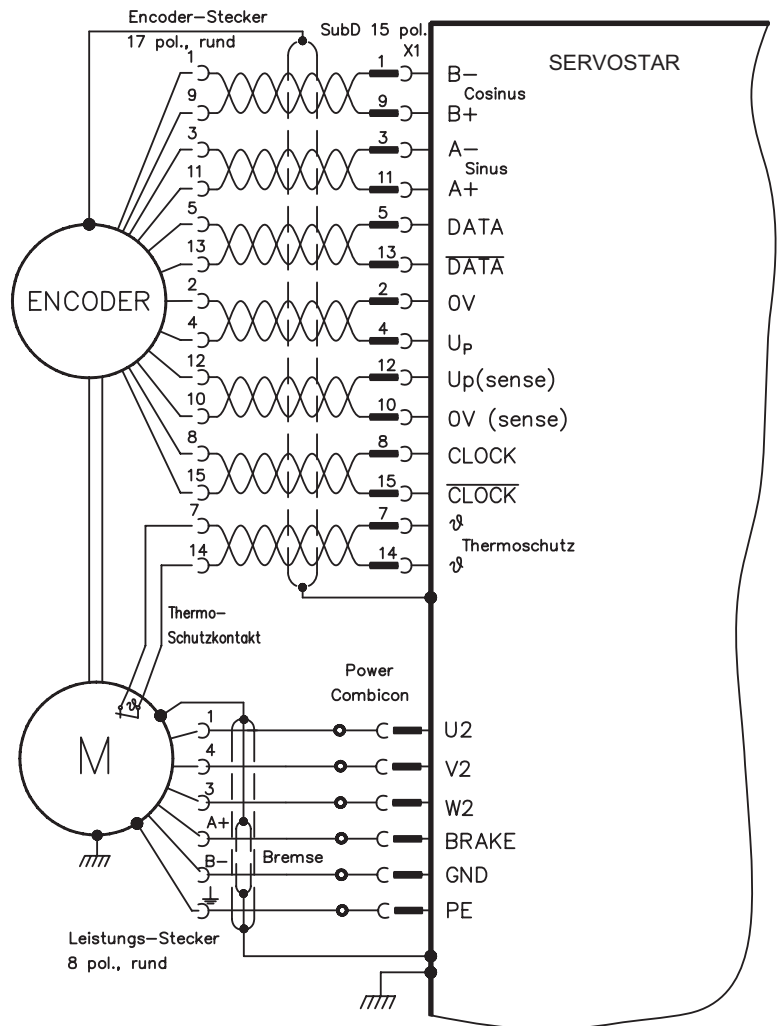 Encoder-Stecker
17 pol., rund
SubD 15 pol.
X1
SERVOSTAR
1 1 B-
Cosinus
9 9 B+
3 3 A-
Sinus
11 11 A+
5 5 DATA
13 13 D̅A̅T̅A̅
ENCODER
2 2 0V
4 4 UP
12 12 Up(sense)
10 10 0V (sense)
8 8 CLOCK
15 15 C̅L̅O̅C̅K̅
7 7 ϑ
Thermoschutz
14 14 ϑ
Thermo-
Schutzkontakt
Power
Combicon
ϑ
M
1 U2
4 V2
3 W2
A+ BRAKE
Bremse
B- GND
PE
Leistungs-Stecker
8 pol., rund